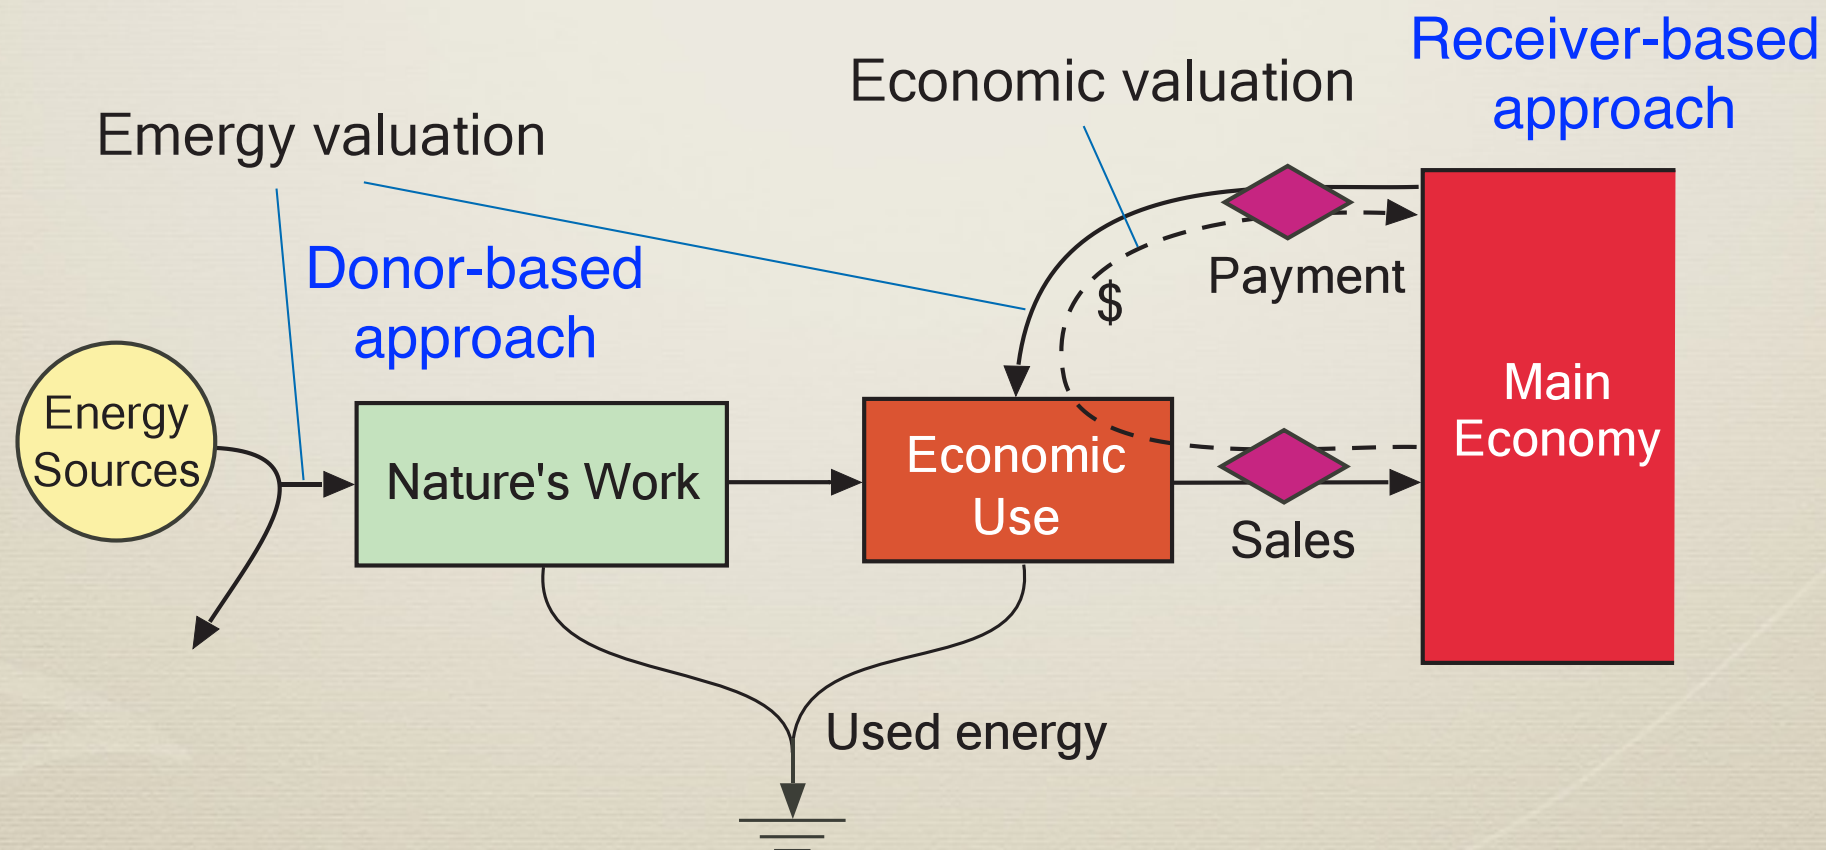 Receiver-based
approach
Economic valuation
Emergy valuation
Donor-based
approach
Payment
$
Energy
Sources
Nature's Work
Economic
Use
Main
Economy
Sales
Used energy